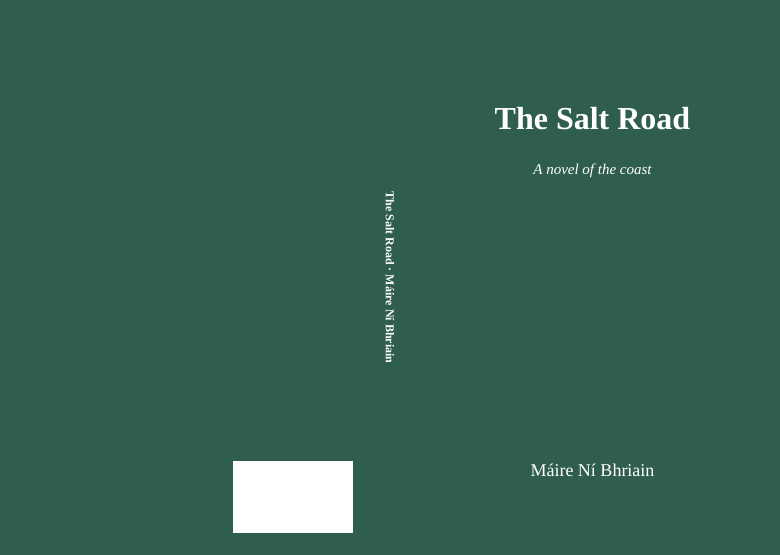 The Salt Road
A novel of the coast
The Salt Road · Máire Ní Bhriain
Máire Ní Bhriain